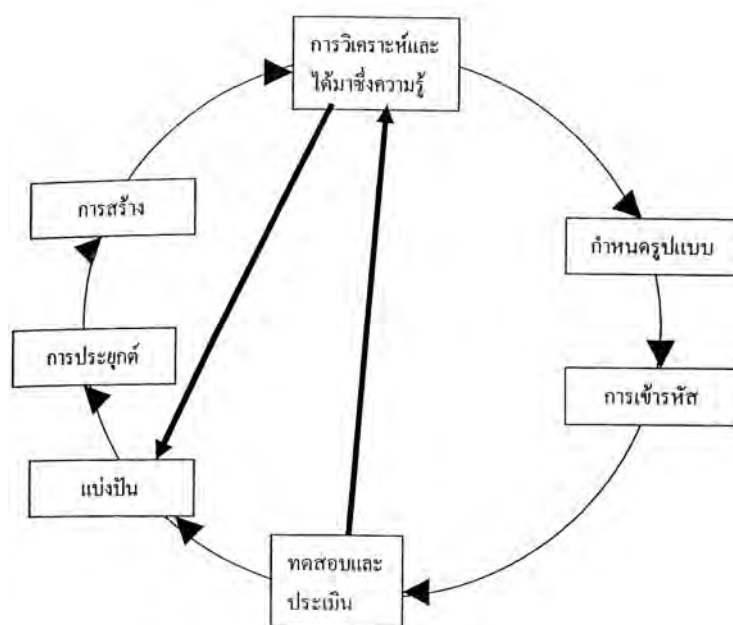 การวิเคราะห์และ
ได้มาซึ่งความรู้
กำหนดรูปแบบ
การเข้ารหัส
ทดสอบและ
ประเมิน
แบ่งปัน
การประยุกต์
การสร้าง